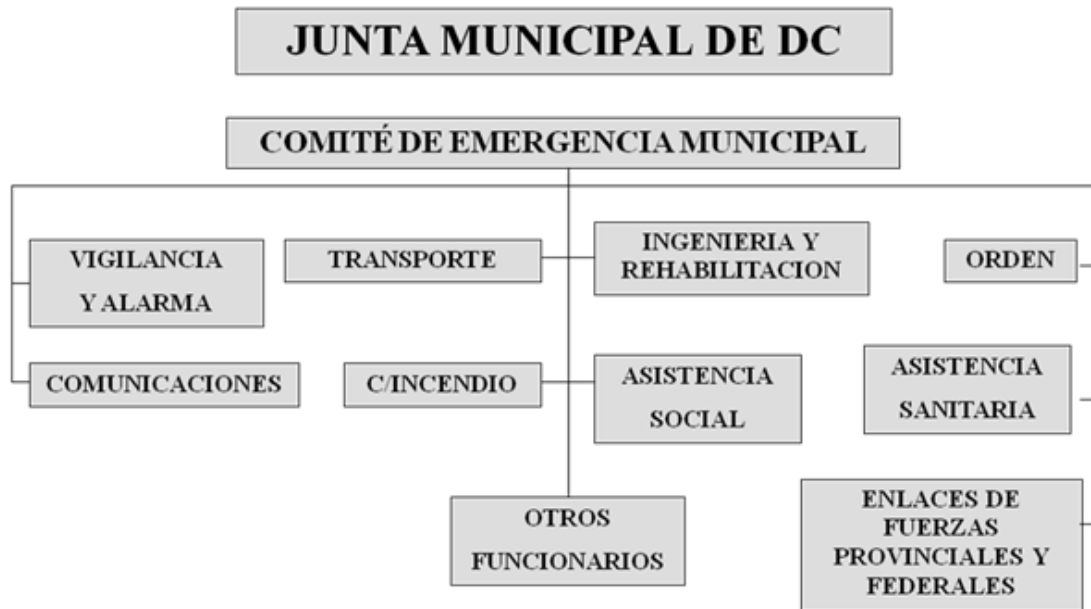 JUNTA MUNICIPAL DE DC
COMITÉ DE EMERGENCIA MUNICIPAL
VIGILANCIA
Y ALARMA
TRANSPORTE
INGENIERIA Y
REHABILITACION
ORDEN
COMUNICACIONES
C/INCENDIO
ASISTENCIA
SOCIAL
ASISTENCIA
SANITARIA
OTROS
FUNCIONARIOS
ENLACES DE
FUERZAS
PROVINCIALES Y
FEDERALES